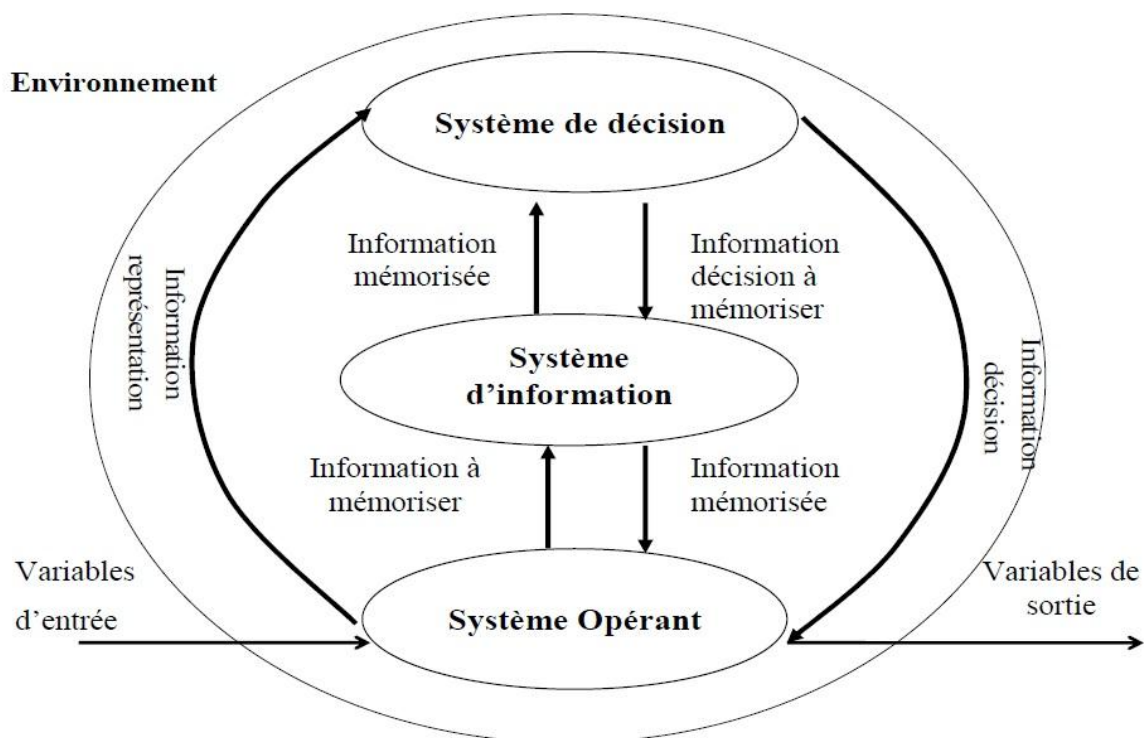 Environnement
Système de décision
Information
mémorisée
Information
décision à
mémoriser
Information
représentation
Système
d’information
Information
décision
Information à
mémoriser
Information
mémorisée
Variables
d’entrée
Système Opérant
Variables de
sortie